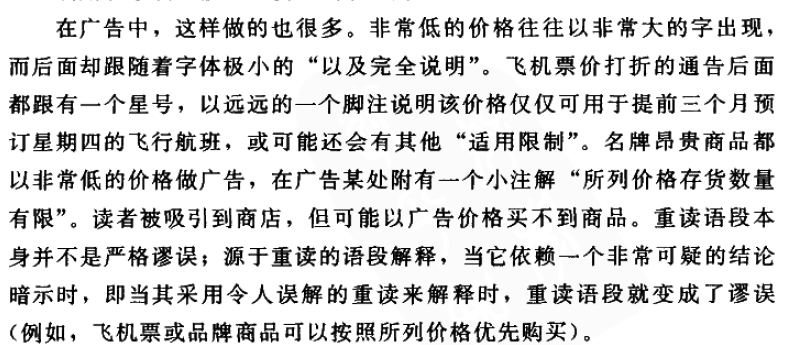 在广告中，这样做的也很多。非常低的价格往往以非常大的字出现，
而后面却跟随着字体极小的“以及完全说明”。飞机票价打折的通告后面
都跟有一个星号，以远远的一个脚注说明该价格仅仅可用于提前三个月预
订星期四的飞行航班，或可能还会有其他“适用限制”。名牌昂贵商品都
以非常低的价格做广告，在广告某处附有一个小注解“所列价格存货数量
有限”。读者被吸引到商店，但可能以广告价格买不到商品。重读语段本
身并不是严格谬误；源于重读的语段解释，当它依赖一个非常可疑的结论
暗示时，即当其采用令人误解的重读来解释时，重读语段就变成了谬误
（例如，飞机票或品牌商品可以按照所列价格优先购买）。